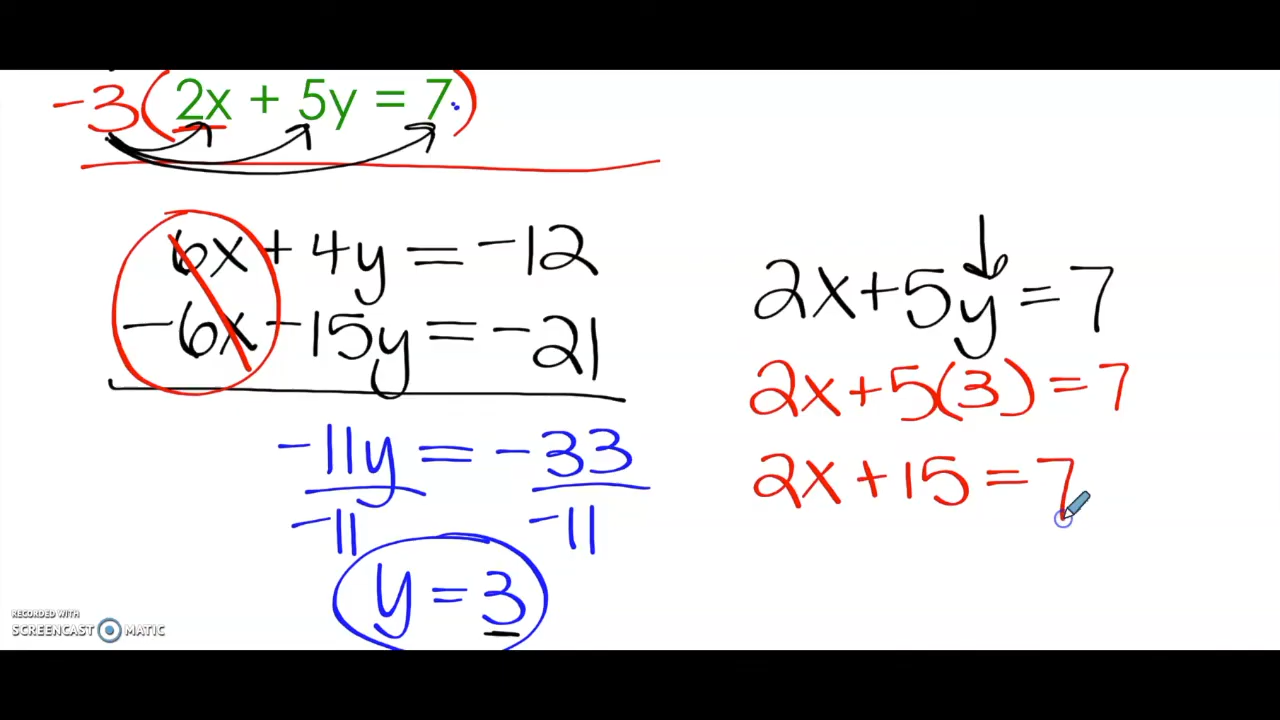 -3(2x + 5y = 7)
6x + 4y = -12
-6x - 15y = -21
-11y = -33
-11 -11
y = 3
2x + 5y = 7
2x + 5(3) = 7
2x + 15 = 7
RECORDED WITH
SCREENCAST MATIC